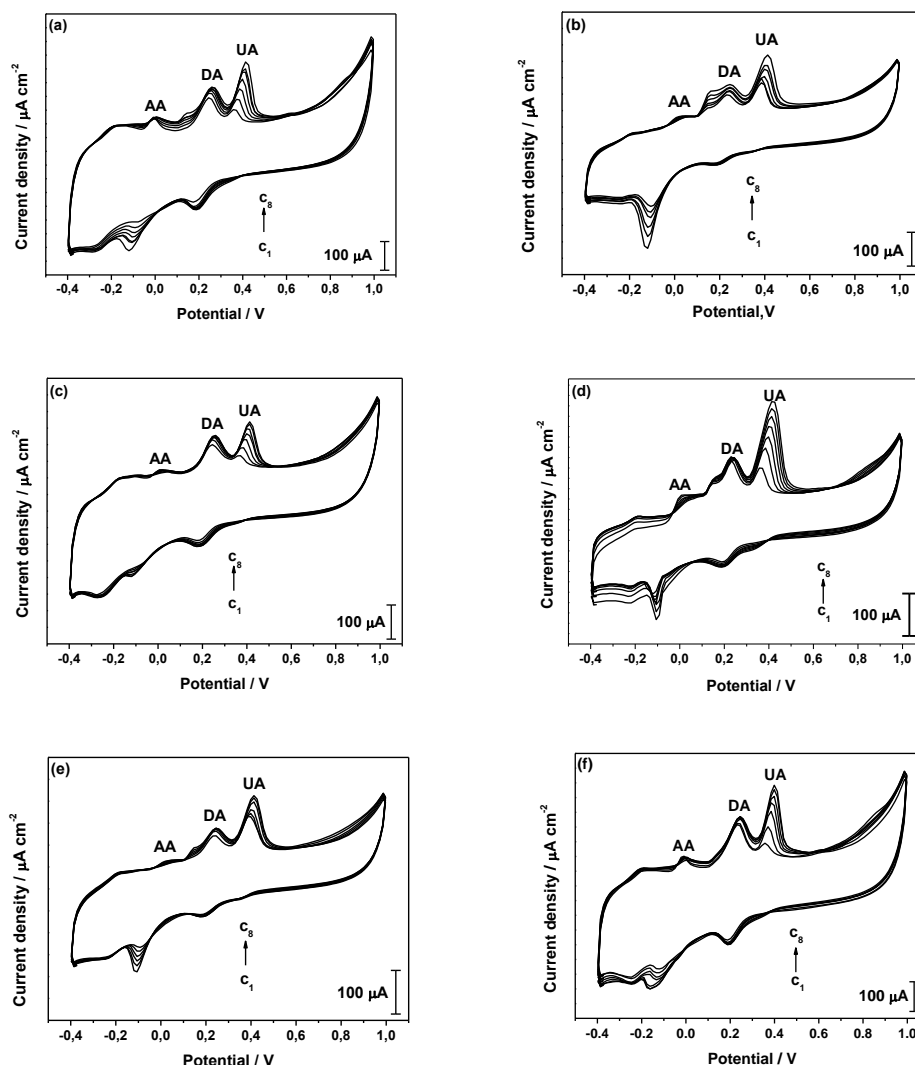 (a)
UA
DA
AA
c₈
c₁
100 µA
Current density / µA cm⁻²
-0,4 -0,2 0,0 0,2 0,4 0,6 0,8 1,0
Potential / V
(b)
UA
DA
AA
c₈
c₁
100 µA
Current density / µA cm⁻²
-0,4 -0,2 0,0 0,2 0,4 0,6 0,8 1,0
Potential,V
(c)
UA
DA
AA
c₈
c₁
100 µA
Current density / µA cm⁻²
-0,4 -0,2 0,0 0,2 0,4 0,6 0,8 1,0
Potential / V
(d)
UA
DA
AA
c₈
c₁
100 µA
Current density / µA cm⁻²
-0,4 -0,2 0,0 0,2 0,4 0,6 0,8 1,0
Potential / V
(e)
UA
DA
AA
c₈
c₁
100 µA
Current density / µA cm⁻²
-0,4 -0,2 0,0 0,2 0,4 0,6 0,8 1,0
Potential / V
(f)
UA
DA
AA
c₈
c₁
100 µA
Current density / µA cm⁻²
-0.4 -0.2 0.0 0.2 0.4 0.6 0.8 1.0
Potential / V